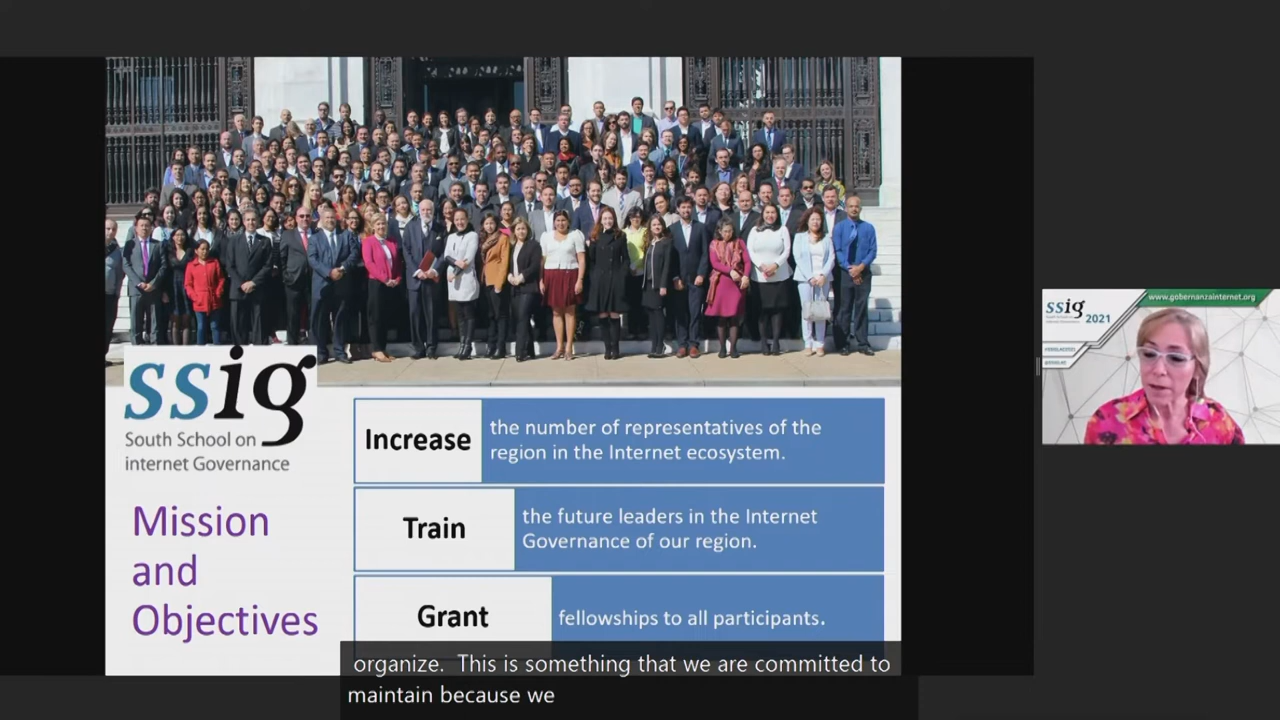 ssig
South School on
internet Governance
Mission
and
Objectives
Increase
the number of representatives of the
region in the Internet ecosystem.
Train
the future leaders in the Internet
Governance of our region.
Grant
fellowships to all participants.
organize.  This is something that we are committed to
maintain because we
www.gobernanzainternet.org
ssig
2021